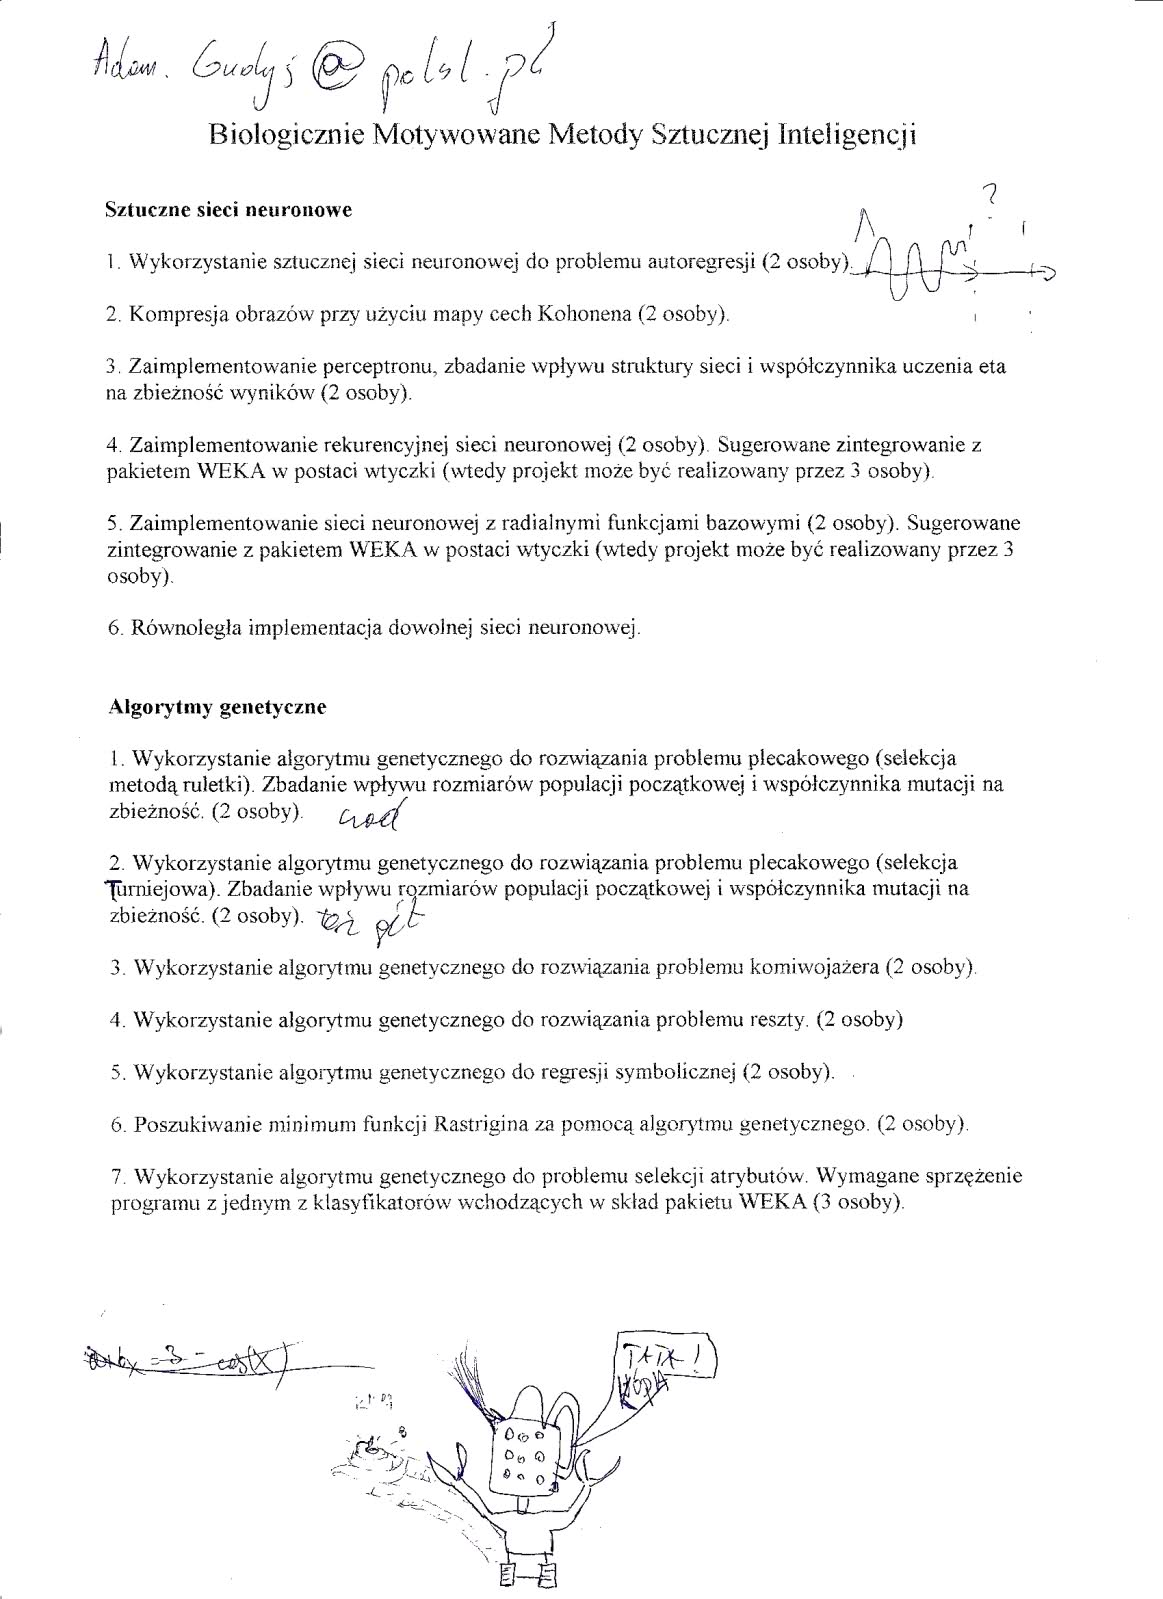 Adam. Gudyś@polsl.pl
Biologicznie Motywowane Metody Sztucznej Inteligencji
Sztuczne sieci neuronowe
?
1. Wykorzystanie sztucznej sieci neuronowej do problemu autoregresji (2 osoby).
2. Kompresja obrazów przy użyciu mapy cech Kohonena (2 osoby).
3. Zaimplementowanie perceptronu, zbadanie wpływu struktury sieci i współczynnika uczenia eta
na zbieżność wyników (2 osoby).
4. Zaimplementowanie rekurencyjnej sieci neuronowej (2 osoby). Sugerowane zintegrowanie z
pakietem WEKA w postaci wtyczki (wtedy projekt może być realizowany przez 3 osoby).
5. Zaimplementowanie sieci neuronowej z radialnymi funkcjami bazowymi (2 osoby). Sugerowane
zintegrowanie z pakietem WEKA w postaci wtyczki (wtedy projekt może być realizowany przez 3
osoby).
6. Równoległa implementacja dowolnej sieci neuronowej.
Algorytmy genetyczne
1. Wykorzystanie algorytmu genetycznego do rozwiązania problemu plecakowego (selekcja
metodą ruletki). Zbadanie wpływu rozmiarów populacji początkowej i współczynnika mutacji na
zbieżność. (2 osoby).
2. Wykorzystanie algorytmu genetycznego do rozwiązania problemu plecakowego (selekcja
Turniejowa). Zbadanie wpływu rozmiarów populacji początkowej i współczynnika mutacji na
zbieżność. (2 osoby). też git
3. Wykorzystanie algorytmu genetycznego do rozwiązania problemu komiwojażera (2 osoby).
4. Wykorzystanie algorytmu genetycznego do rozwiązania problemu reszty. (2 osoby)
5. Wykorzystanie algorytmu genetycznego do regresji symbolicznej (2 osoby).
6. Poszukiwanie minimum funkcji Rastrigina za pomocą algorytmu genetycznego. (2 osoby).
7. Wykorzystanie algorytmu genetycznego do problemu selekcji atrybutów. Wymagane sprzężenie
programu z jednym z klasyfikatorów wchodzących w skład pakietu WEKA (3 osoby).
= 3 - cos(x)
TATA!